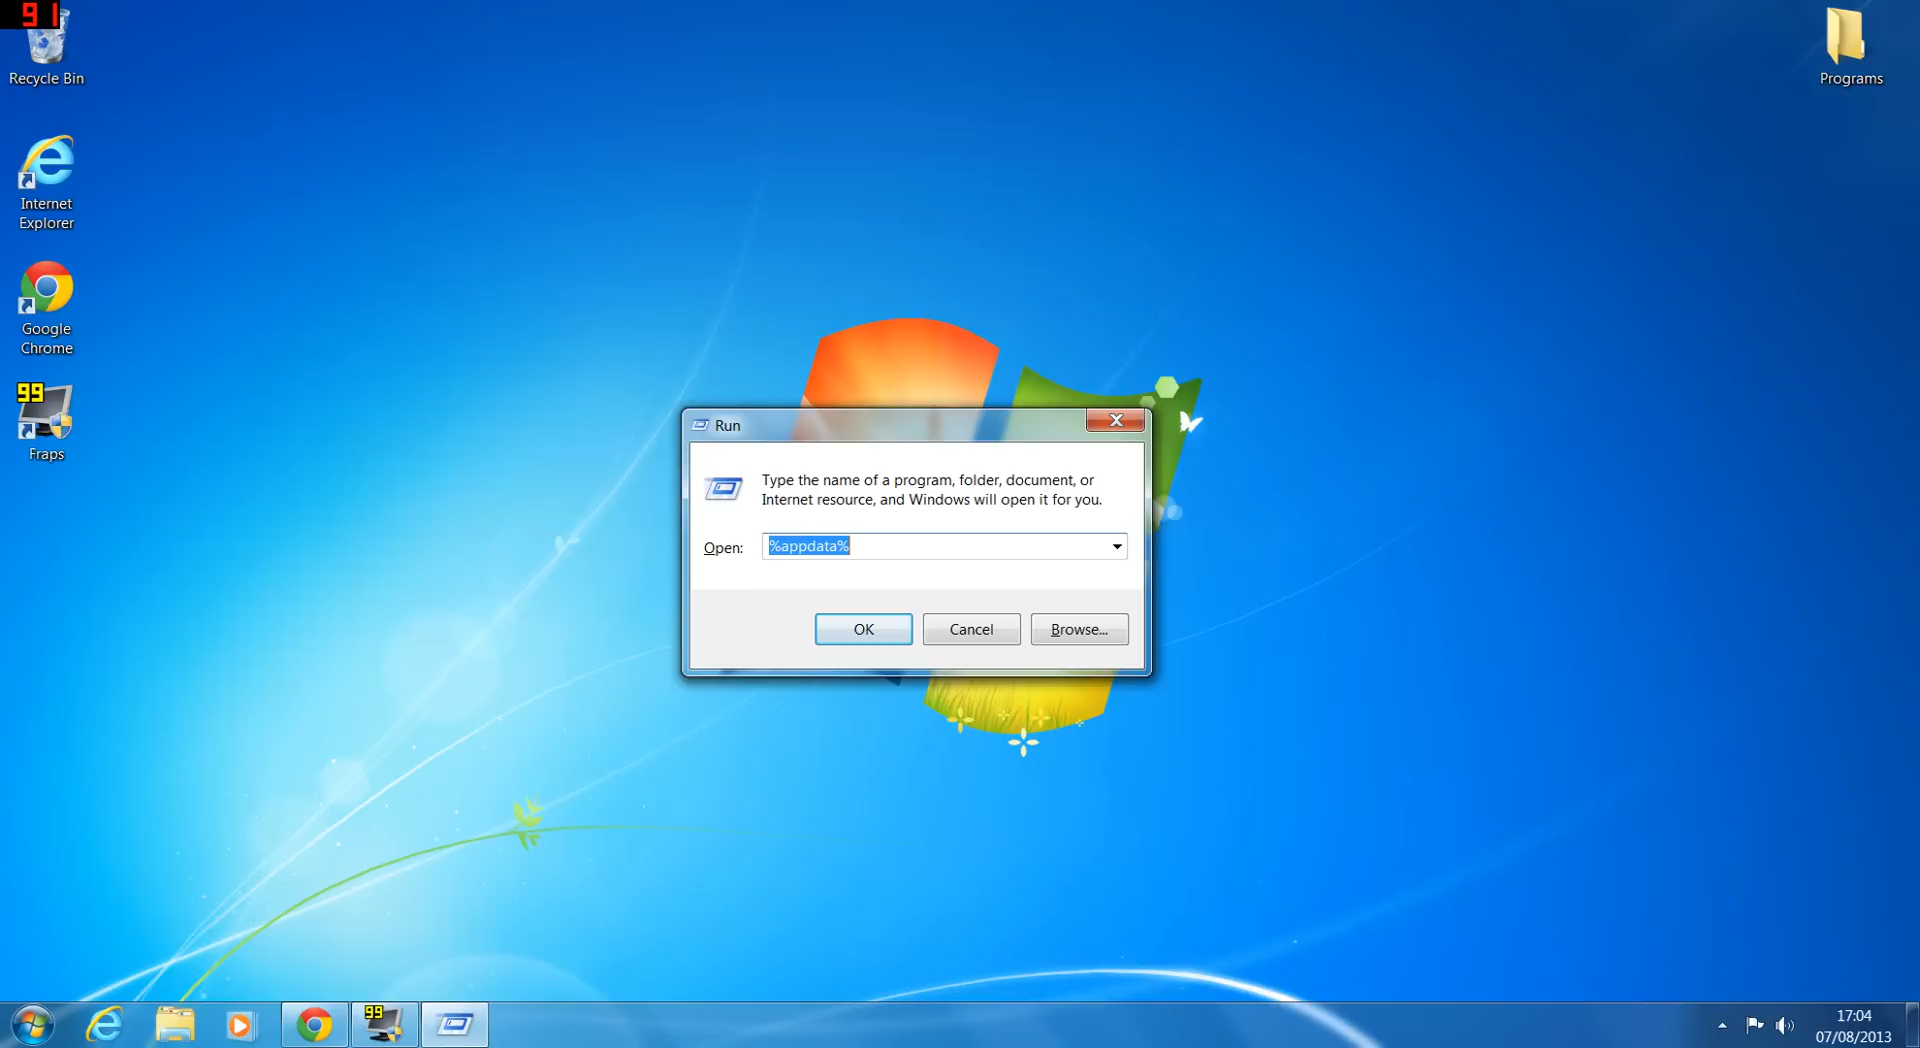 91
Recycle Bin
Programs
Internet
Explorer
Google
Chrome
99
Fraps
Run
Type the name of a program, folder, document, or
Internet resource, and Windows will open it for you.
Open: %appdata%
OK Cancel Browse...
99
17:04
07/08/2013